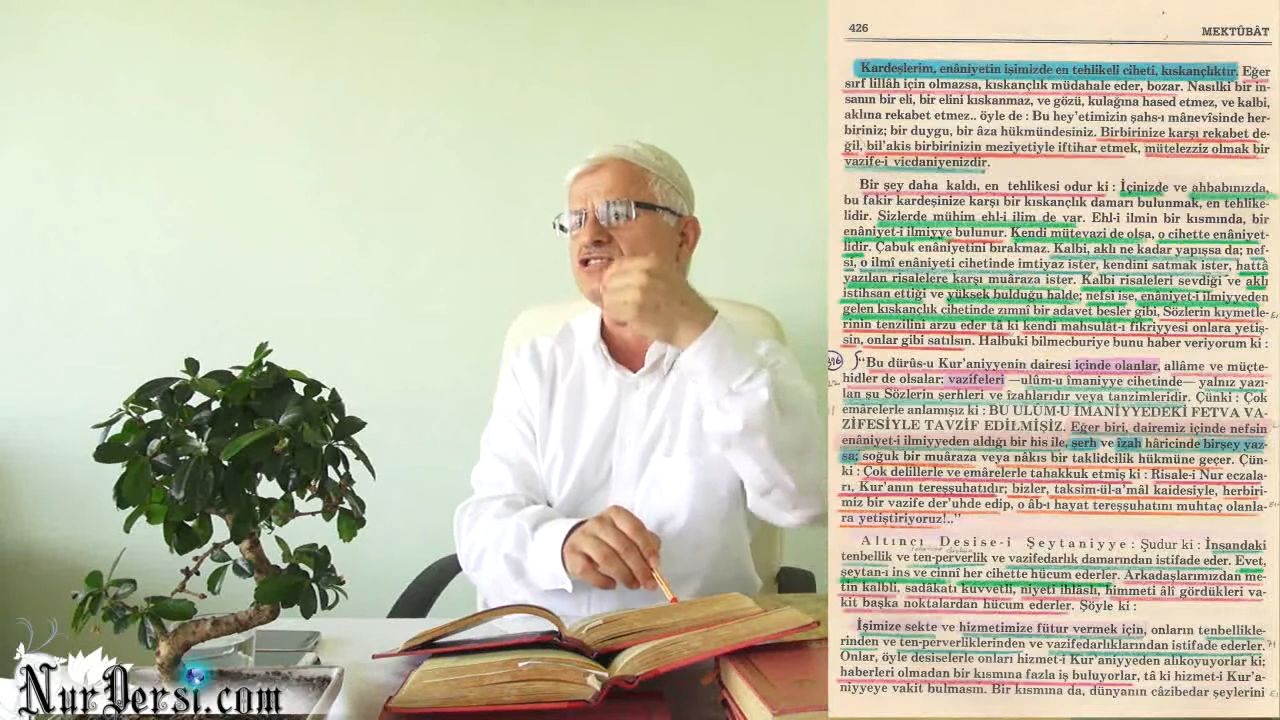 426
MEKTÛBÂT
Kardeşlerim, enâniyetin işimizde en tehlikeli ciheti, kıskançlıktır. Eğer
sırf lillâh için olmazsa, kıskançlık müdahale eder, bozar. Nasılki bir in-
sanın bir eli, bir elini kıskanmaz, ve gözü, kulağına hased etmez, ve kalbi,
aklına rekabet etmez.. öyle de : Bu hey'etimizin şahs-ı mânevîsinde her-
biriniz; bir duygu, bir âza hükmündesiniz. Birbirinize karşı rekabet de-
ğil, bil'akis birbirinizin meziyetiyle iftihar etmek, mütelezziz olmak bir
vazife-i vicdaniyenizdir.
Bir şey daha kaldı, en tehlikesi odur ki : İçinizde ve ahbabınızda,
bu fakir kardeşinize karşı bir kıskançlık damarı bulunmak, en tehlike-
lidir. Sizlerde mühim ehl-i ilim de var. Ehl-i ilmin bir kısmında, bir
enâniyet-i ilmiyye bulunur. Kendi mütevazi de olsa, o cihette enâniyet-
lidir. Çabuk enâniyetini bırakmaz. Kalbi, aklı ne kadar yapışsa da; nef-
si, o ilmî enâniyeti cihetinde imtiyaz ister, kendini satmak ister, hattâ
yazılan risalelere karşı muâraza ister. Kalbi risaleleri sevdiği ve aklı
istihsan ettiği ve yüksek bulduğu halde; nefsi ise, enâniyet-i ilmiyyeden
gelen kıskançlık cihetinde zımnî bir adavet besler gibi, Sözlerin kıymetle-
rinin tenzilini arzu eder tâ ki kendi mahsulât-ı fikriyyesi onlara yetiş-
sin, onlar gibi satılsın. Halbuki bilmecburiye bunu haber veriyorum ki :
"Bu dürûs-u Kur'aniyyenin dairesi içinde olanlar, allâme ve müçte-
hidler de olsalar; vazifeleri —ulûm-u îmaniyye cihetinde— yalnız yazı-
lan şu Sözlerin şerhleri ve îzahlarıdır veya tanzimleridir. Çünki : Çok
emârelerle anlamışız ki : BU ULÛM-U ÎMANİYYEDEKİ FETVA VA-
ZİFESİYLE TAVZİF EDİLMİŞİZ. Eğer biri, dairemiz içinde nefsin
enâniyet-i ilmiyyeden aldığı bir his ile, şerh ve îzah hâricinde birşey yaz-
sa; soğuk bir muâraza veya nâkıs bir taklidcilik hükmüne geçer. Çün-
ki : Çok delillerle ve emârelerle tahakkuk etmiş ki : Risale-i Nur eczala-
rı, Kur'anın tereşşuhatıdır; bizler, taksim-ül-a'mâl kaidesiyle, herbiri-
miz bir vazife der'uhde edip, o âb-ı hayat tereşşuhatını muhtaç olanla-
ra yetiştiriyoruz!.."
Altıncı Desise-i Şeytaniyye : Şudur ki : İnsandaki
tenbellik ve ten-perverlik ve vazifedarlık damarından istifade eder. Evet,
şeytan-ı ins ve cinnî her cihette hücum ederler. Arkadaşlarımızdan me-
tin kalbli, sadâkatı kuvvetli, niyeti ihlâslı, himmeti âlî gördükleri va-
kit başka noktalardan hücum ederler. Şöyle ki :
İşimize sekte ve hizmetimize fütur vermek için, onların tenbellikle-
rinden ve ten-perverliklerinden ve vazifedarlıklarından istifade ederler.
Onlar, öyle desiselerle onları hizmet-i Kur'aniyyeden alıkoyuyorlar ki;
haberleri olmadan bir kısmına fazla iş buluyorlar, tâ ki hizmet-i Kur'a-
niyyeye vakit bulmasın. Bir kısmına da, dünyanın câzibedar şeylerini
NurDersi.com